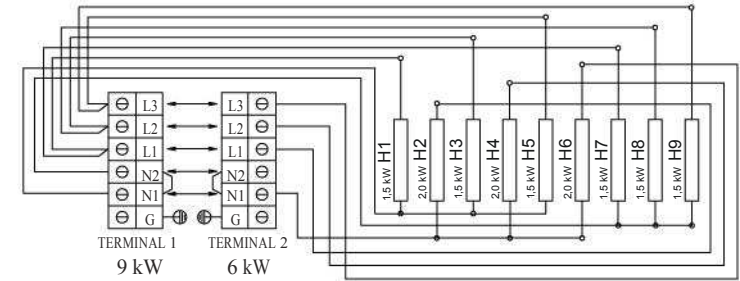 L3 L3
L2 L2
L1 L1
N2 N2
N1 N1
G G
TERMINAL 1 TERMINAL 2
9 kW 6 kW
1,5 kW H1
2,0 kW H2
1,5 kW H3
2,0 kW H4
1,5 kW H5
2,0 kW H6
1,5 kW H7
1,5 kW H8
1,5 kW H9